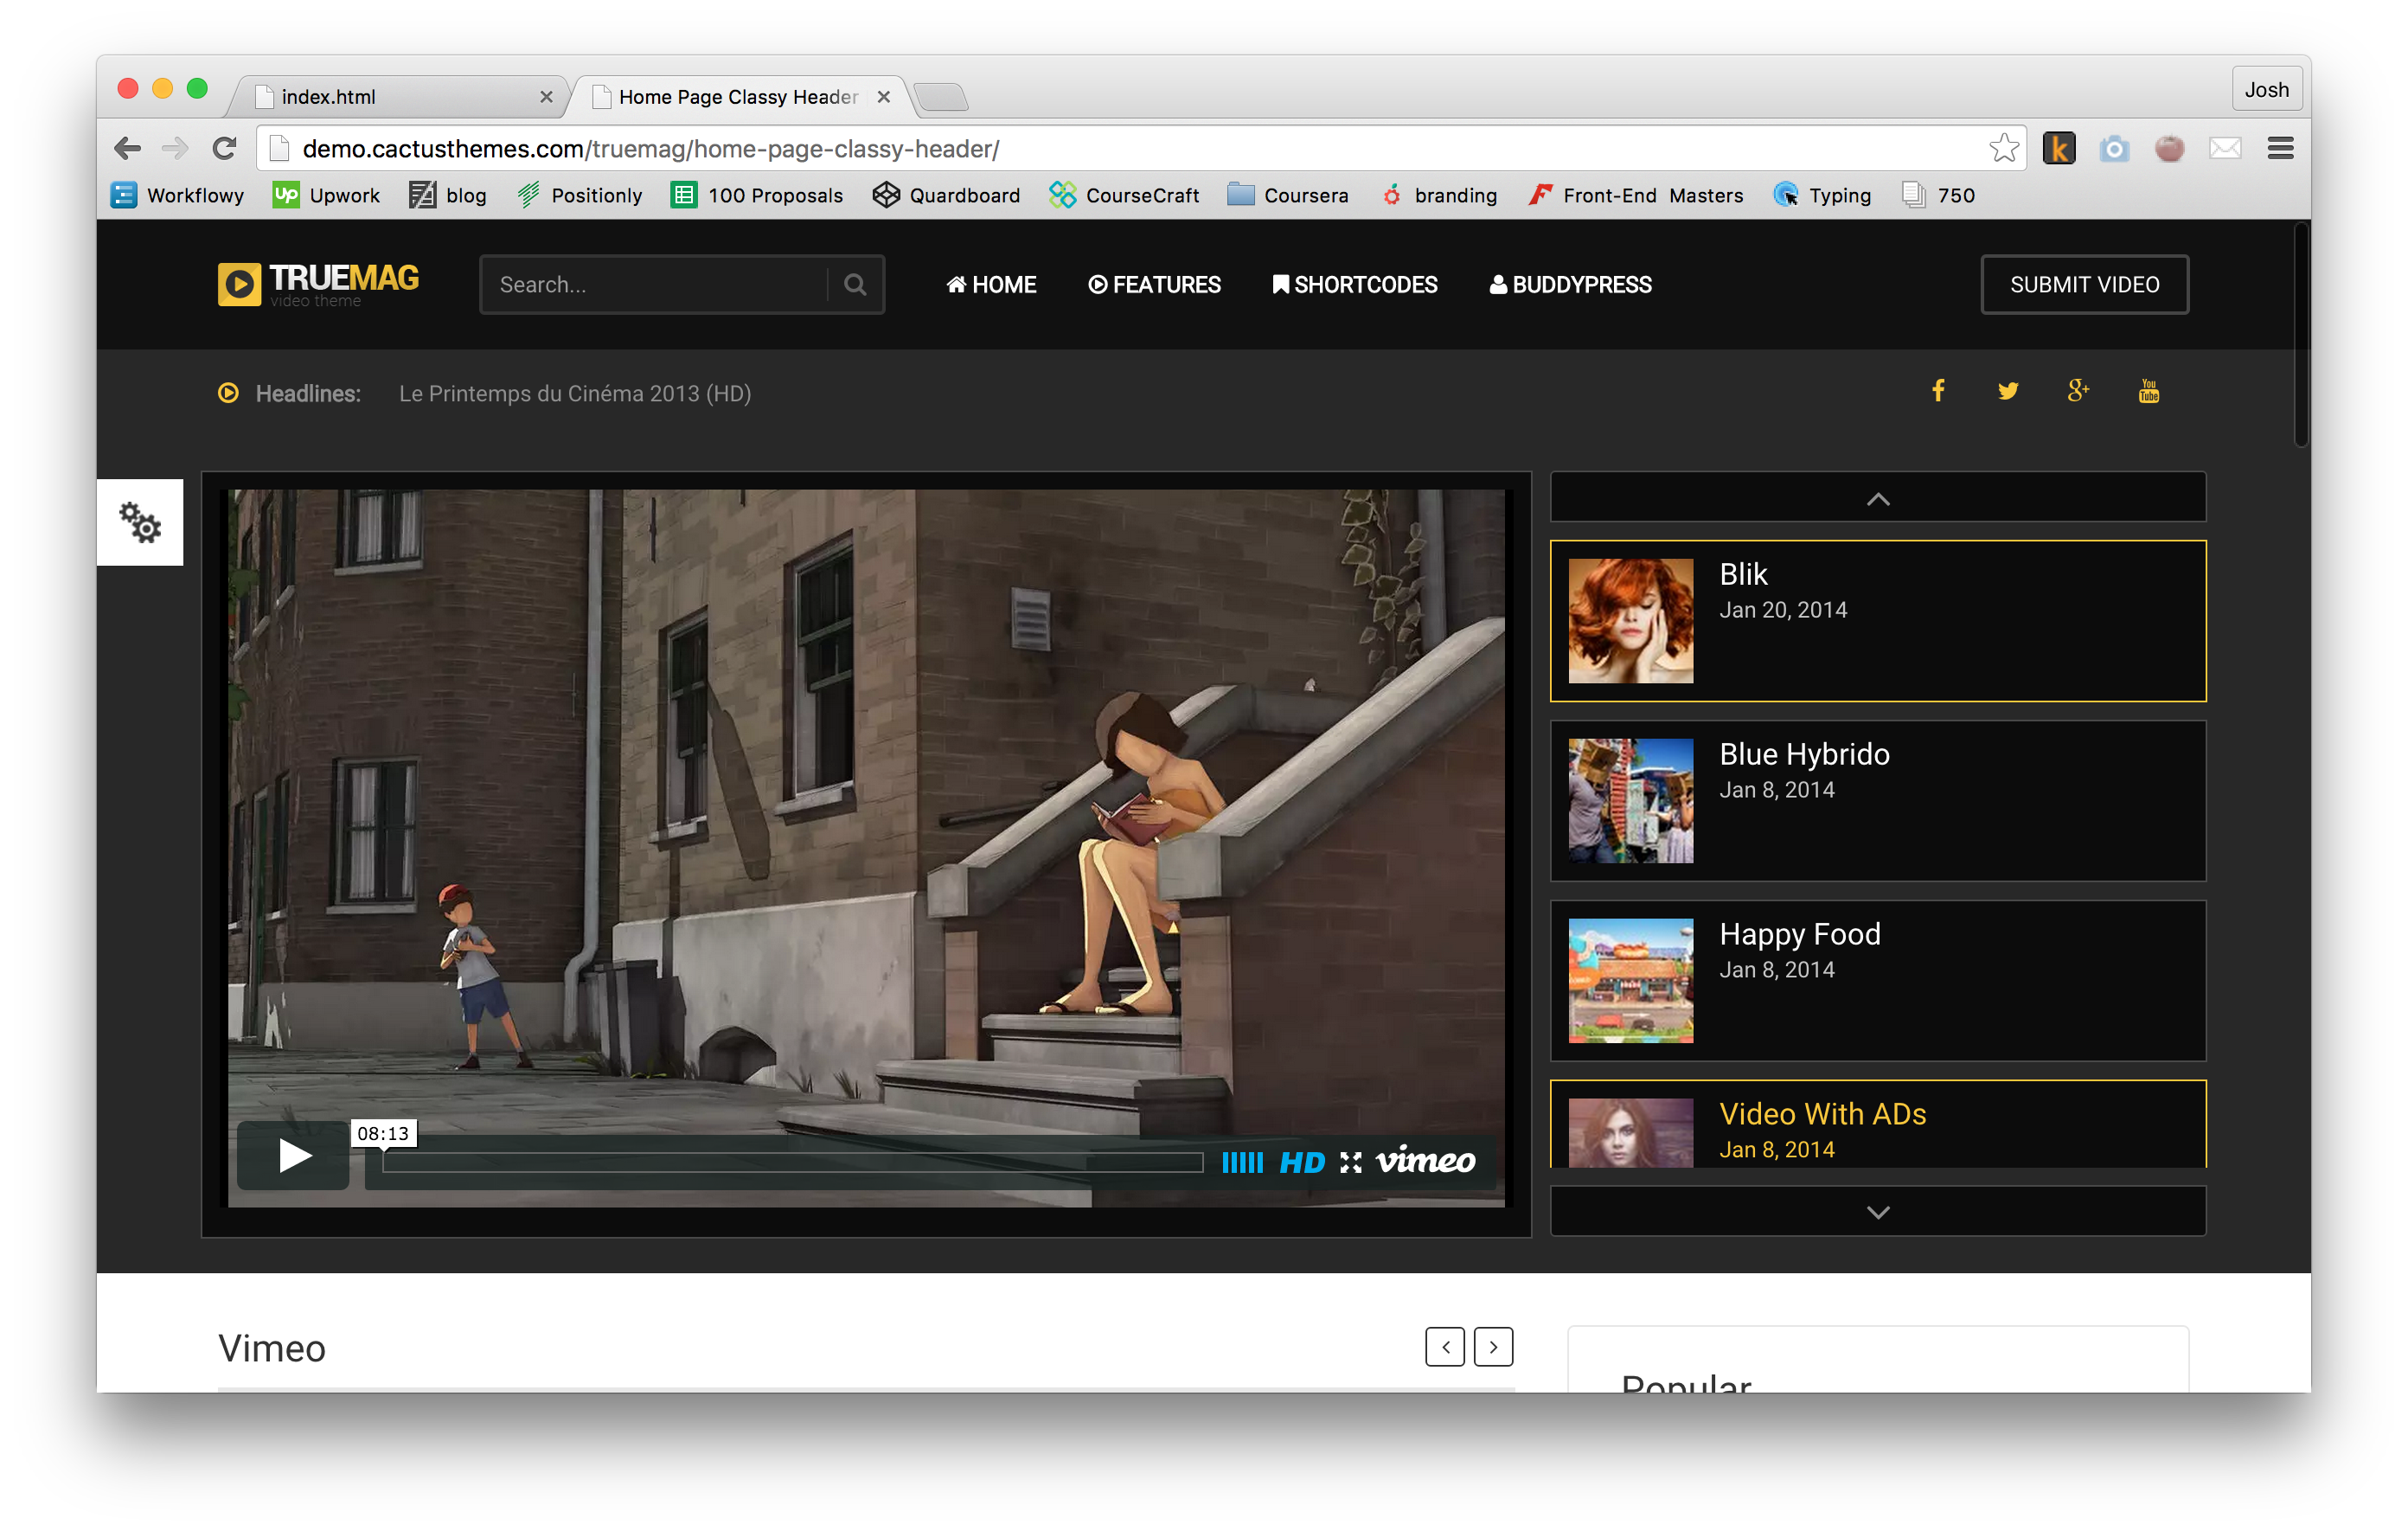 index.html
Home Page Classy Header
Josh
demo.cactusthemes.com/truemag/home-page-classy-header/
Workflowy Upwork blog Positionly 100 Proposals Quardboard CourseCraft Coursera branding Front-End Masters Typing 750
TRUEMAG
video theme
Search...
HOME FEATURES SHORTCODES BUDDYPRESS
SUBMIT VIDEO
Headlines: Le Printemps du Cinéma 2013 (HD)
You
Tube
Blik
Jan 20, 2014
Blue Hybrido
Jan 8, 2014
Happy Food
Jan 8, 2014
Video With ADs
Jan 8, 2014
08:13
HD vimeo
Vimeo
Popular